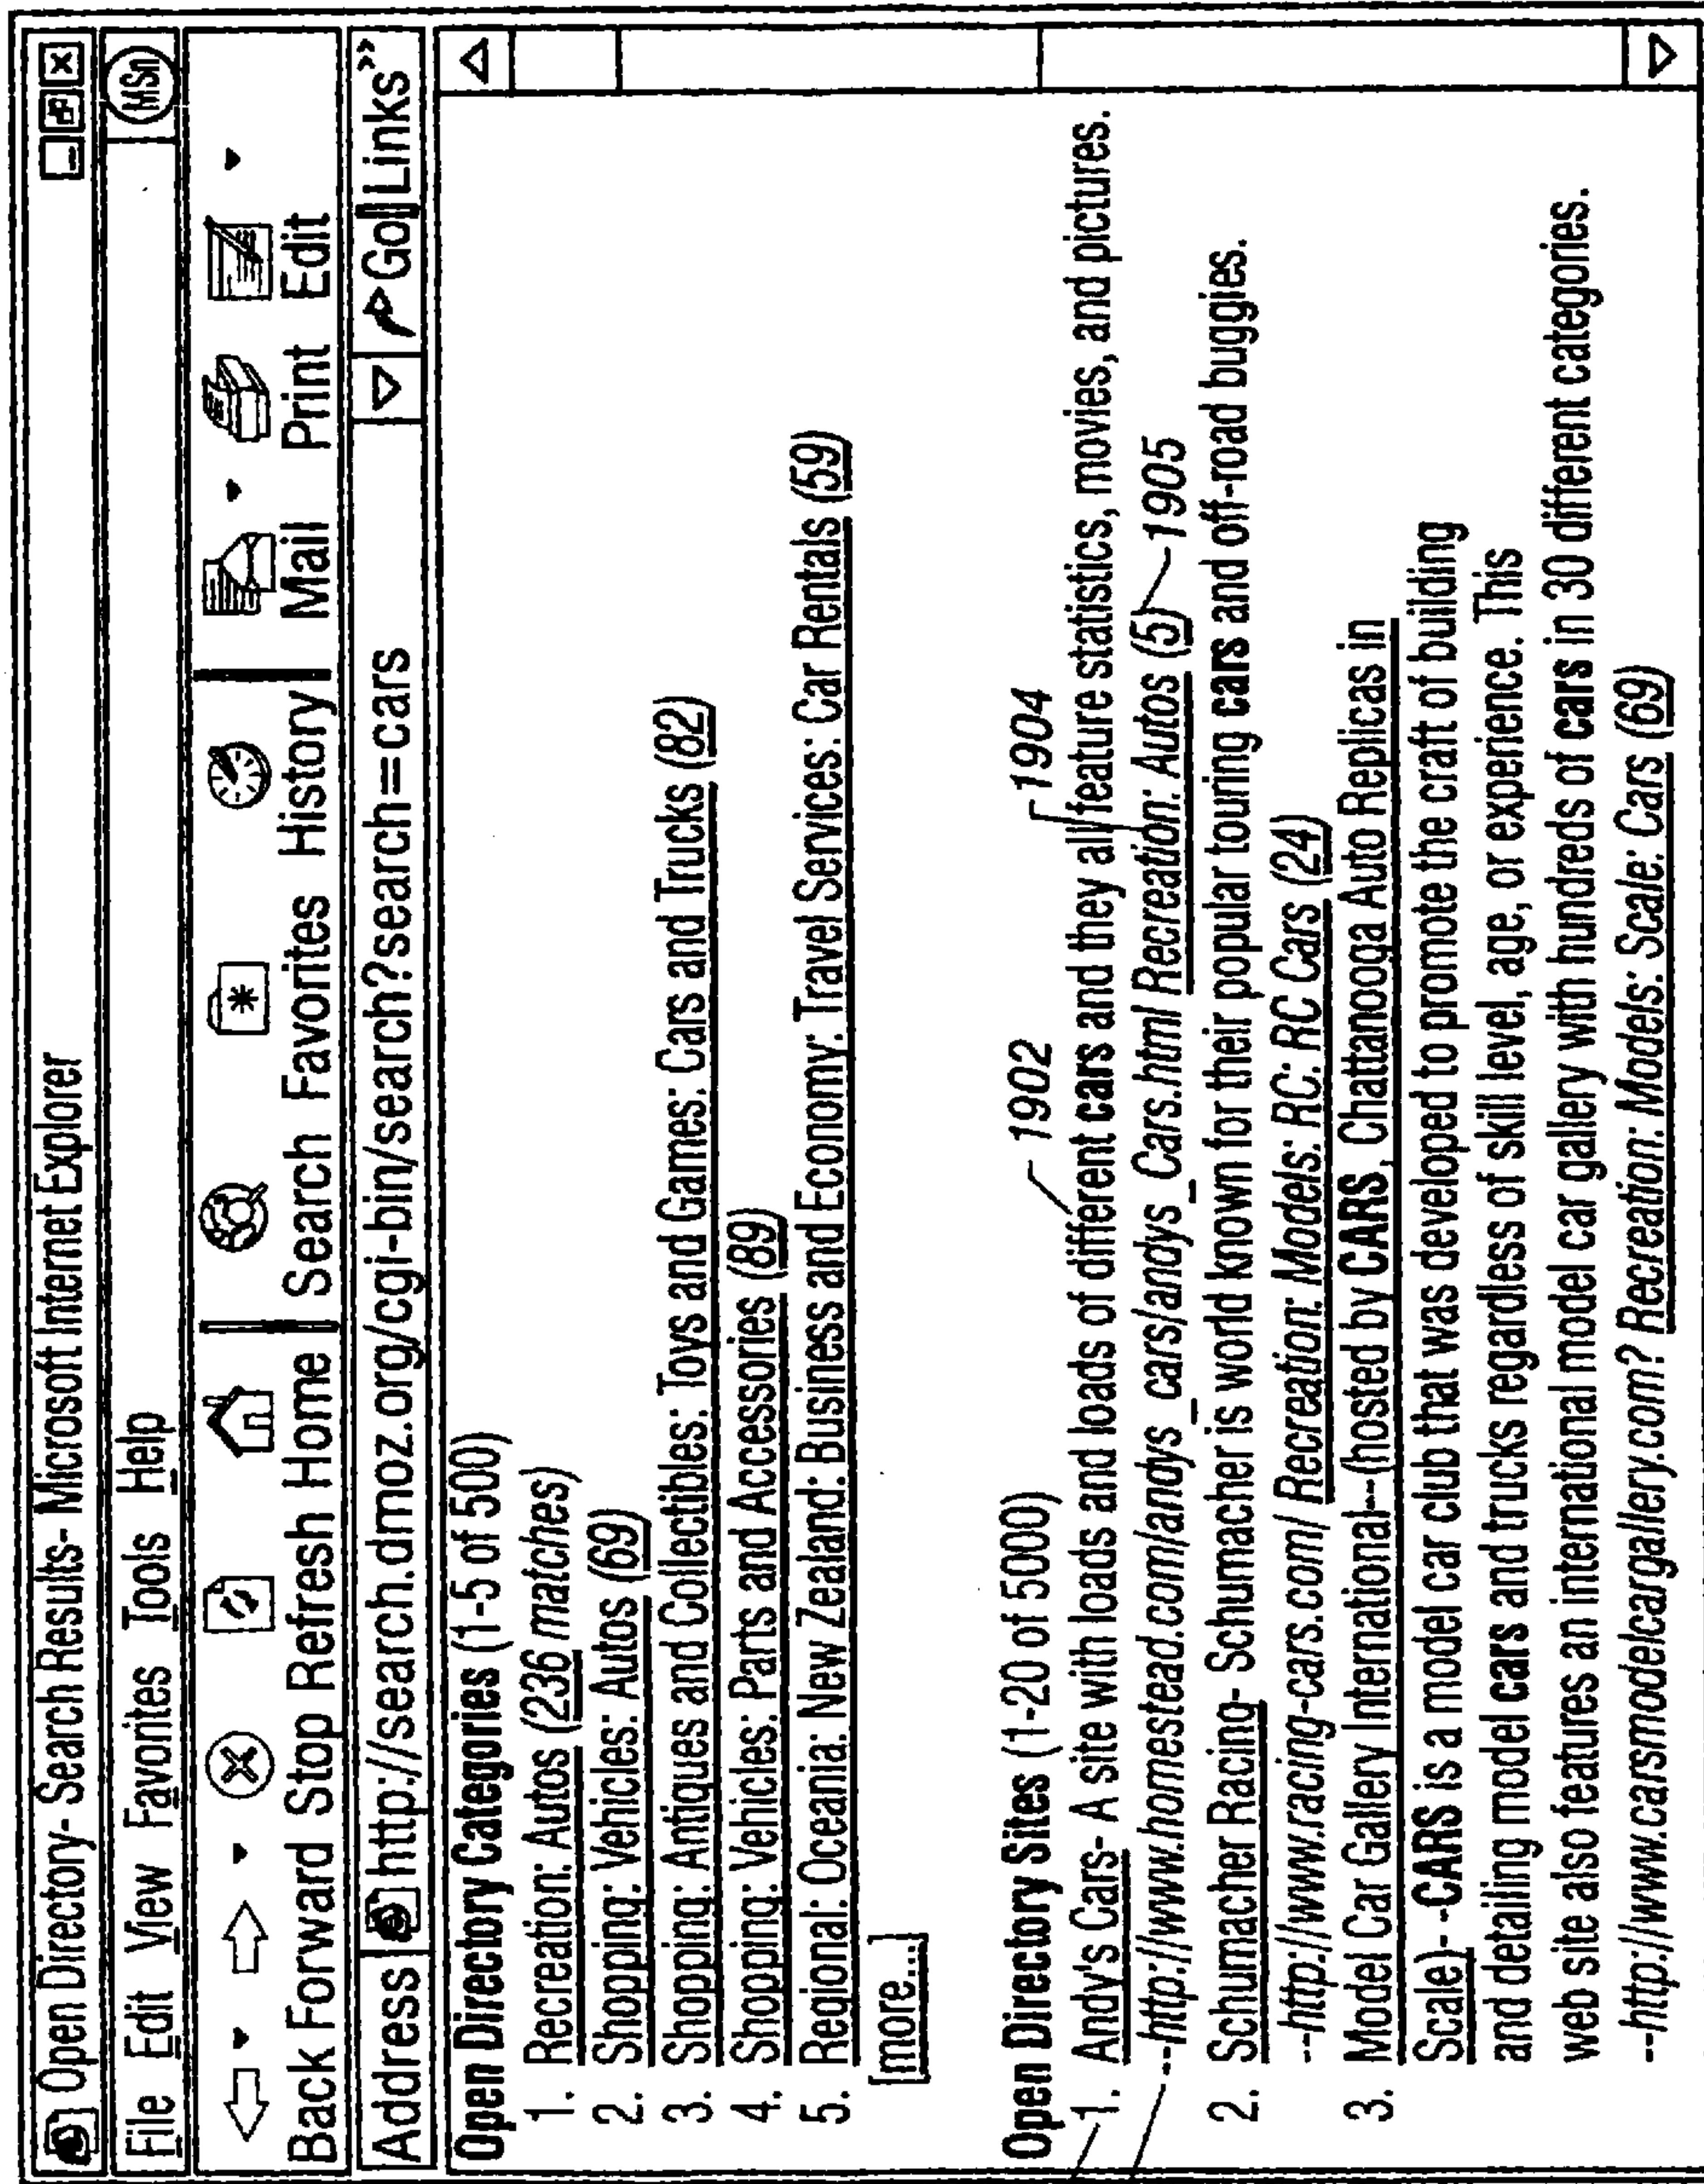 Open Directory- Search Results- Microsoft Internet Explorer
File Edit View Favorites Tools Help
MSn
Back Forward Stop Refresh Home Search Favorites History Mail Print Edit
Address http://search.dmoz.org/cgi-bin/search?search=cars Go Links”
Open Directory Categories (1-5 of 500)
1. Recreation: Autos (236 matches)
2. Shopping: Vehicles: Autos (69)
3. Shopping: Antiques and Collectibles: Toys and Games: Cars and Trucks (82)
4. Shopping: Vehicles: Parts and Accessories (89)
5. Regional: Oceania: New Zealand: Business and Economy: Travel Services: Car Rentals (59)
[more...]
1902
1904
Open Directory Sites (1-20 of 5000)
1. Andy's Cars- A site with loads and loads of different cars and they all feature statistics, movies, and pictures.
--http://www.homestead.com/andys_cars/andys_Cars.html Recreation: Autos (5) 1905
2. Schumacher Racing- Schumacher is world known for their popular touring cars and off-road buggies.
--http://www.racing-cars.com/ Recreation: Models: RC: RC Cars (24)
3. Model Car Gallery International--(hosted by CARS, Chattanooga Auto Replicas in
Scale)- -CARS is a model car club that was developed to promote the craft of building
and detailing model cars and trucks regardless of skill level, age, or experience. This
web site also features an international model car gallery with hundreds of cars in 30 different categories.
--http://www.carsmodelcargallery.com? Recreation: Models: Scale: Cars (69)